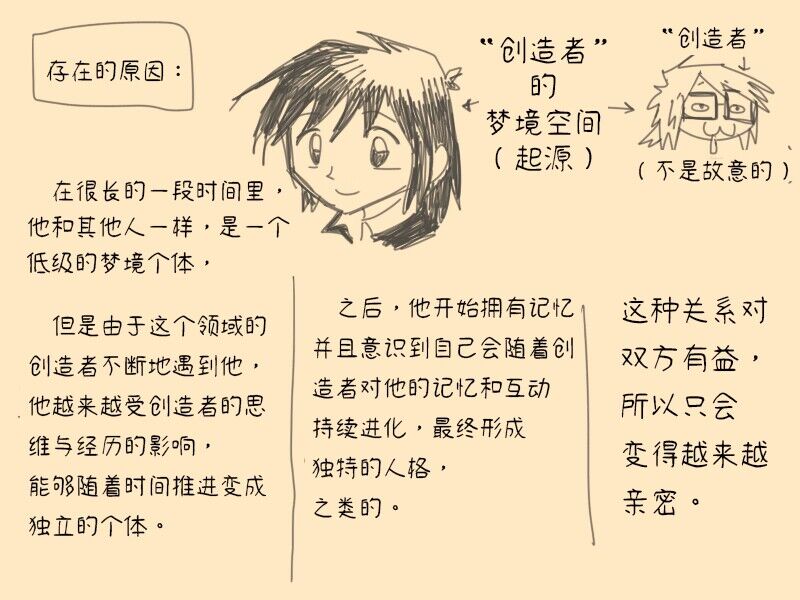 存在的原因：
“创造者”
的
梦境空间
（起源）
“创造者”
（不是故意的）
在很长的一段时间里，
他和其他人一样，是一个
低级的梦境个体，
但是由于这个领域的
创造者不断地遇到他，
他越来越受创造者的思
维与经历的影响，
能够随着时间推进变成
独立的个体。
之后，他开始拥有记忆
并且意识到自己会随着创
造者对他的记忆和互动
持续进化，最终形成
独特的人格，
之类的。
这种关系对
双方有益，
所以只会
变得越来越
亲密。